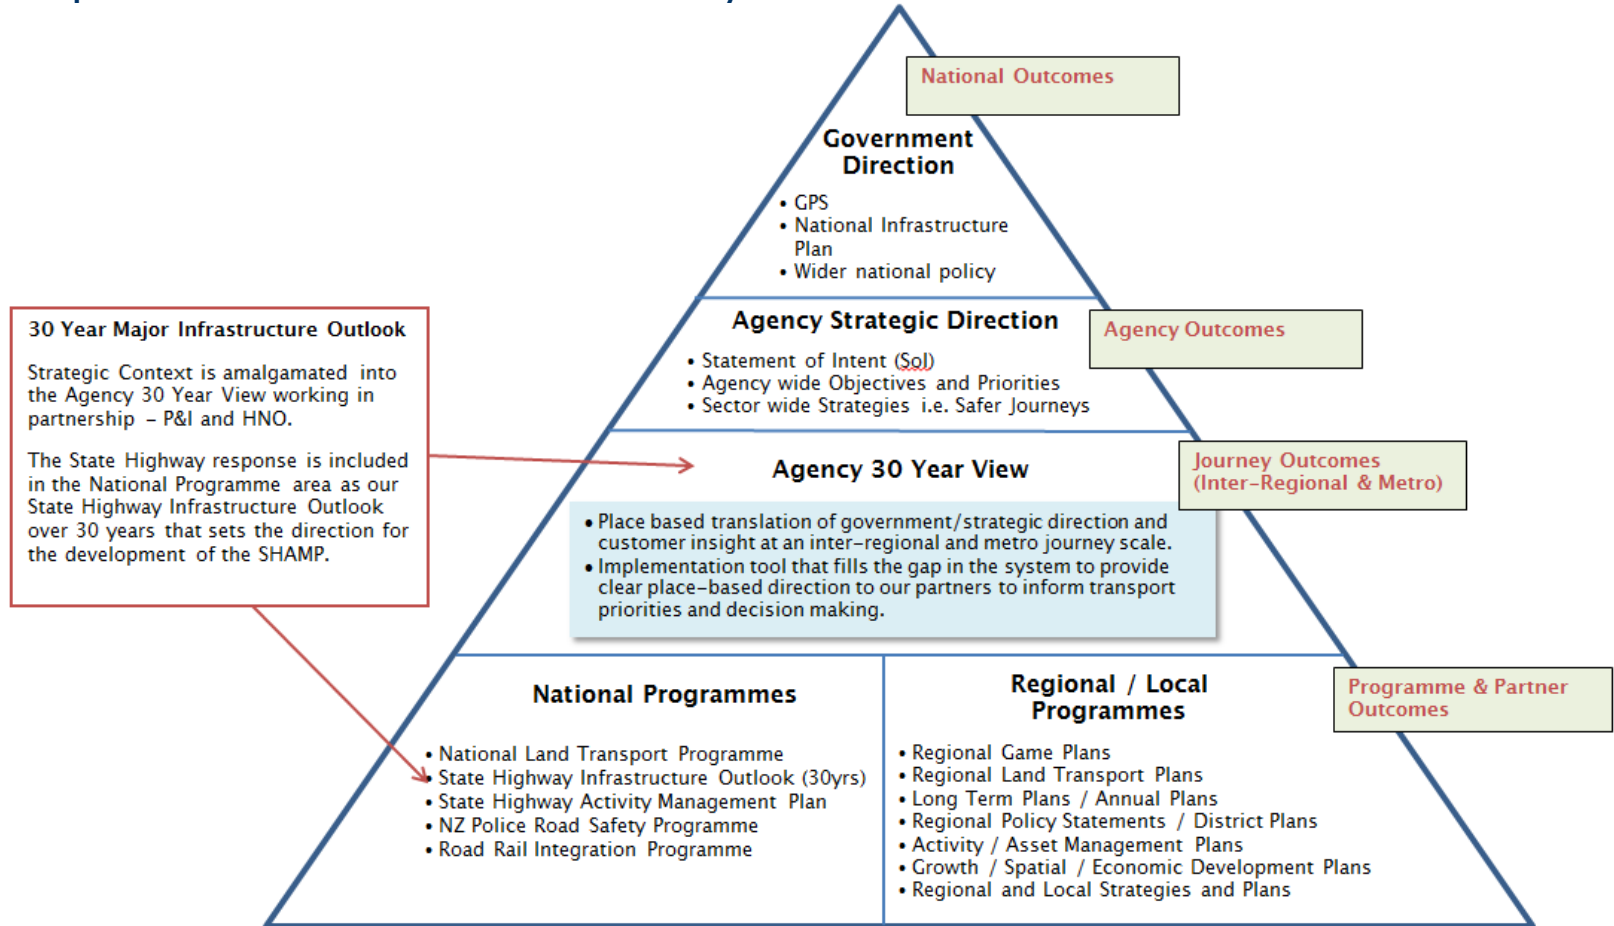 National Outcomes
Government
Direction
• GPS
• National Infrastructure
Plan
• Wider national policy
Agency Strategic Direction
• Statement of Intent (SoI)
• Agency wide Objectives and Priorities
• Sector wide Strategies i.e. Safer Journeys
Agency Outcomes
30 Year Major Infrastructure Outlook
Strategic Context is amalgamated into
the Agency 30 Year View working in
partnership – P&I and HNO.
The State Highway response is included
in the National Programme area as our
State Highway Infrastructure Outlook
over 30 years that sets the direction for
the development of the SHAMP.
Agency 30 Year View
• Place based translation of government/strategic direction and
customer insight at an inter-regional and metro journey scale.
• Implementation tool that fills the gap in the system to provide
clear place-based direction to our partners to inform transport
priorities and decision making.
Journey Outcomes
(Inter-Regional & Metro)
National Programmes
• National Land Transport Programme
• State Highway Infrastructure Outlook (30yrs)
• State Highway Activity Management Plan
• NZ Police Road Safety Programme
• Road Rail Integration Programme
Regional / Local
Programmes
• Regional Game Plans
• Regional Land Transport Plans
• Long Term Plans / Annual Plans
• Regional Policy Statements / District Plans
• Activity / Asset Management Plans
• Growth / Spatial / Economic Development Plans
• Regional and Local Strategies and Plans
Programme & Partner
Outcomes